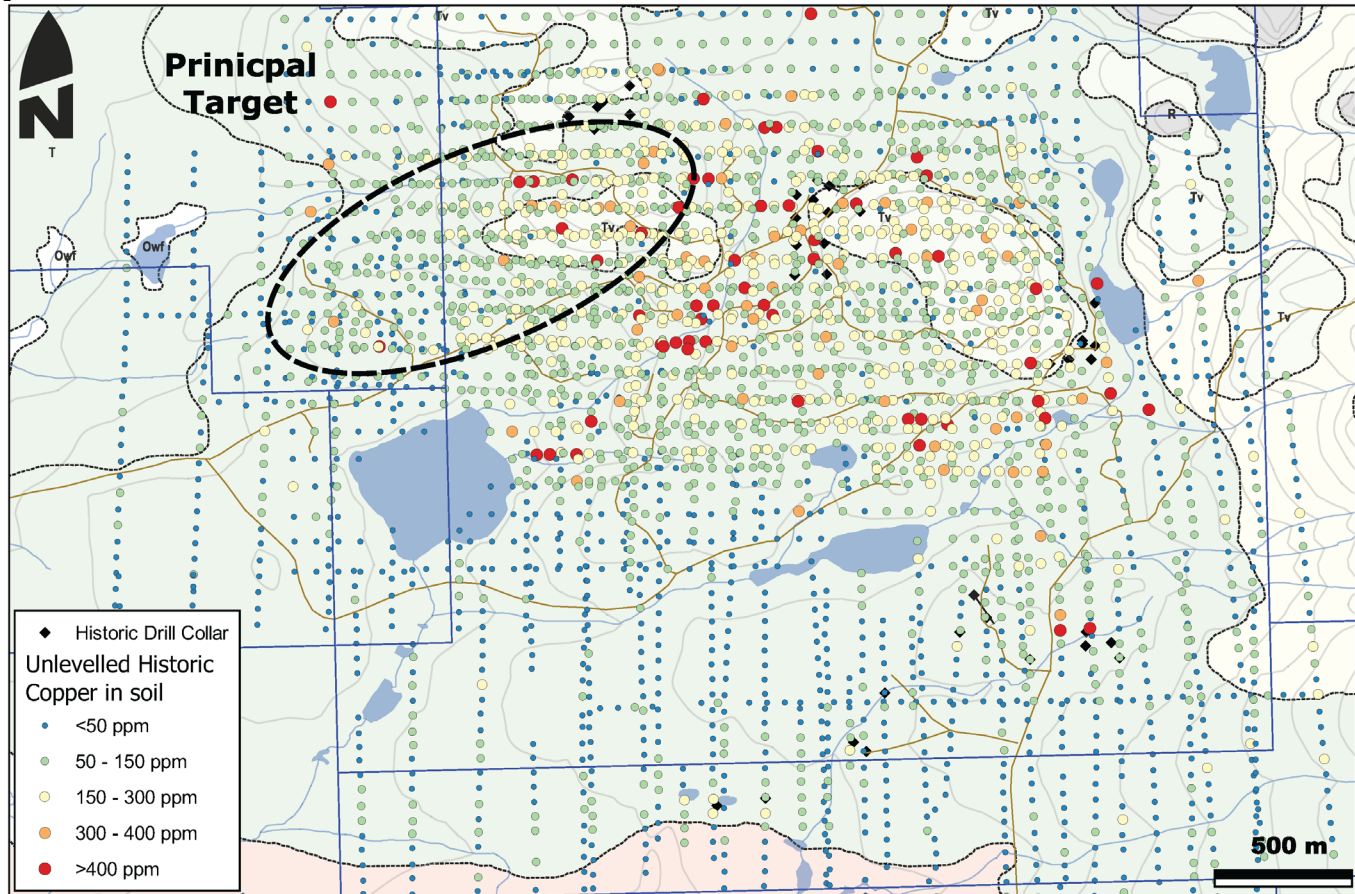 Tv
Tv
Prinicpal
Target
N
T
R
Tv
Owf
Owf
Tv
Tv
Tv
Historic Drill Collar
Unlevelled Historic
Copper in soil
<50 ppm
50 - 150 ppm
150 - 300 ppm
300 - 400 ppm
>400 ppm
500 m